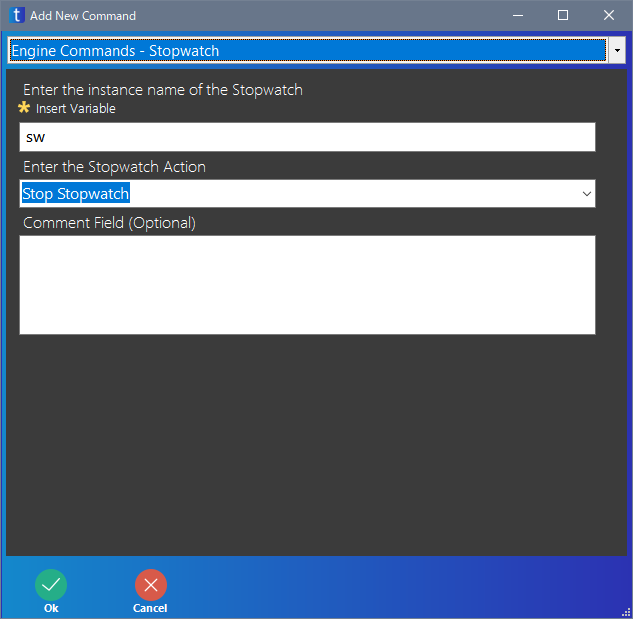 t Add New Command
Engine Commands - Stopwatch
Enter the instance name of the Stopwatch
Insert Variable
sw
Enter the Stopwatch Action
Stop Stopwatch
Comment Field (Optional)
Ok
Cancel